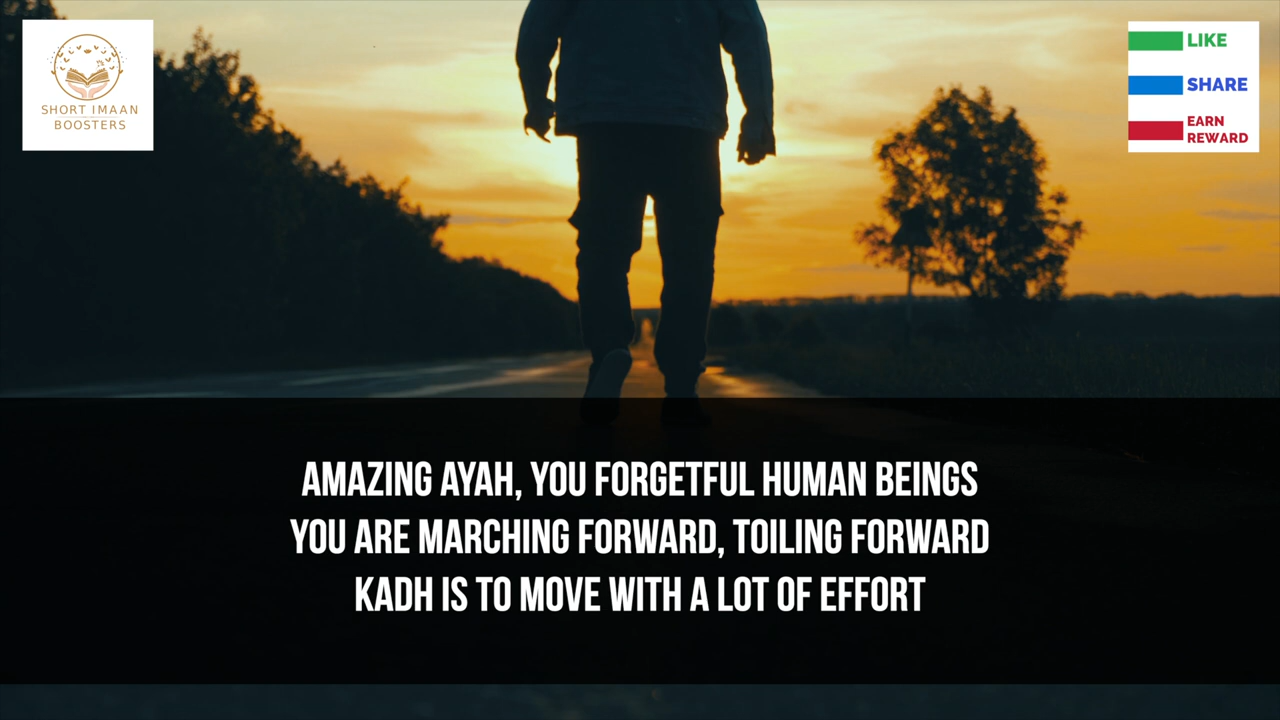 SHORT IMAAN
BOOSTERS
LIKE
SHARE
EARN
REWARD
AMAZING AYAH, YOU FORGETFUL HUMAN BEINGS
YOU ARE MARCHING FORWARD, TOILING FORWARD
KADH IS TO MOVE WITH A LOT OF EFFORT